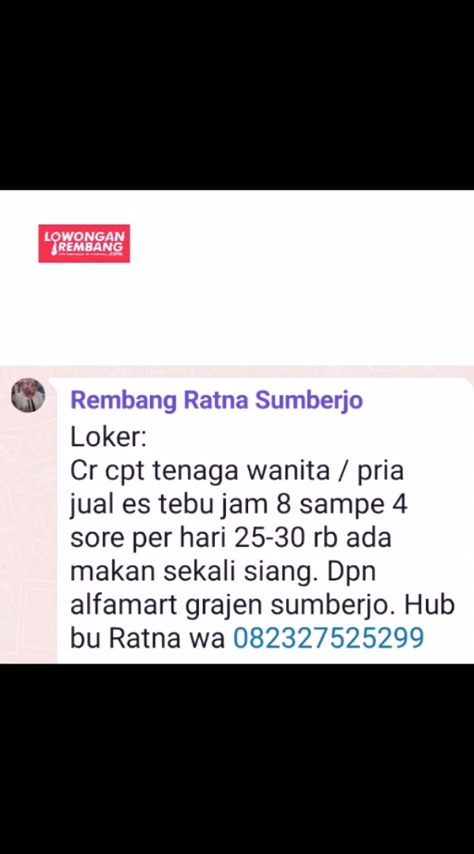 LOWONGAN
REMBANG
Rembang Ratna Sumberjo
Loker:
Cr cpt tenaga wanita / pria
jual es tebu jam 8 sampe 4
sore per hari 25-30 rb ada
makan sekali siang. Dpn
alfamart grajen sumberjo. Hub
bu Ratna wa 082327525299